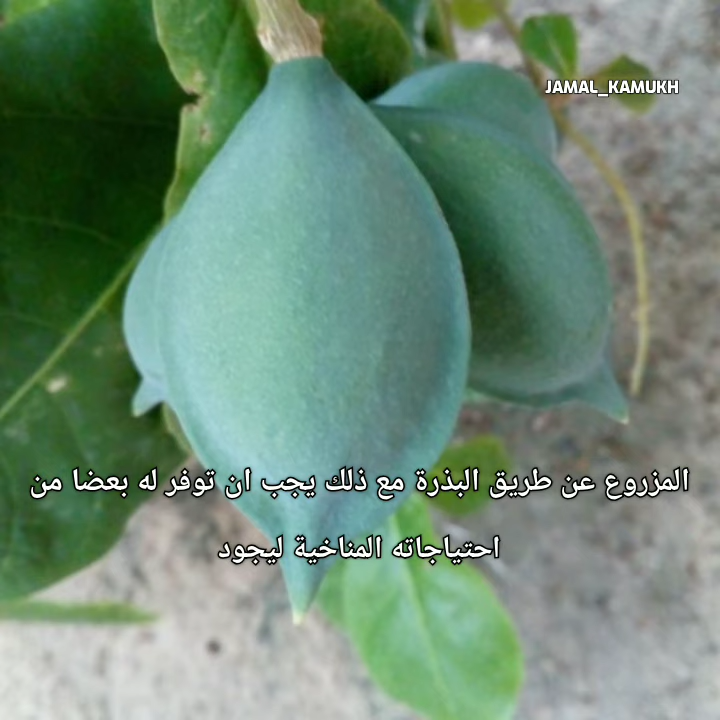 JAMAL_KAMUKH
المزروع عن طريق البذرة مع ذلك يجب ان توفر له بعضا من
احتياجاته المناخية ليجود